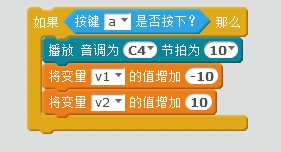 如果 按键 a 是否按下? 那么
播放 音调为 C4 节拍为 10
将变量 v1 的值增加 -10
将变量 v2 的值增加 10